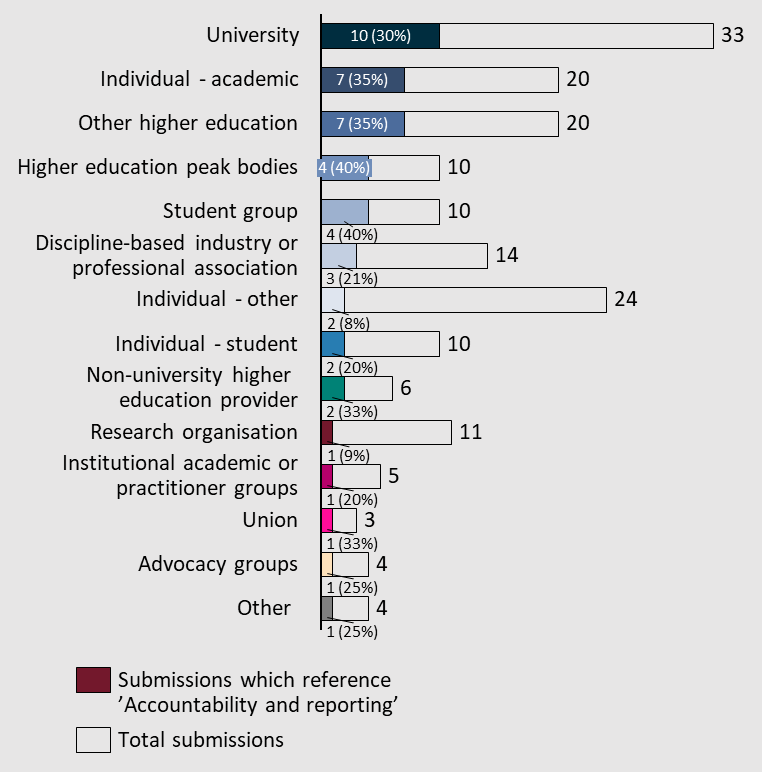 University 10 (30%) 33
Individual - academic 7 (35%) 20
Other higher education 7 (35%) 20
Higher education peak bodies 4 (40%) 10
Student group 10
4 (40%)
Discipline-based industry or
professional association 14
3 (21%)
Individual - other 24
2 (8%)
Individual - student 10
2 (20%)
Non-university higher
education provider 6
2 (33%)
Research organisation 11
1 (9%)
Institutional academic or
practitioner groups 5
1 (20%)
Union 3
1 (33%)
Advocacy groups 4
1 (25%)
Other 4
1 (25%)
Submissions which reference
’Accountability and reporting’
Total submissions